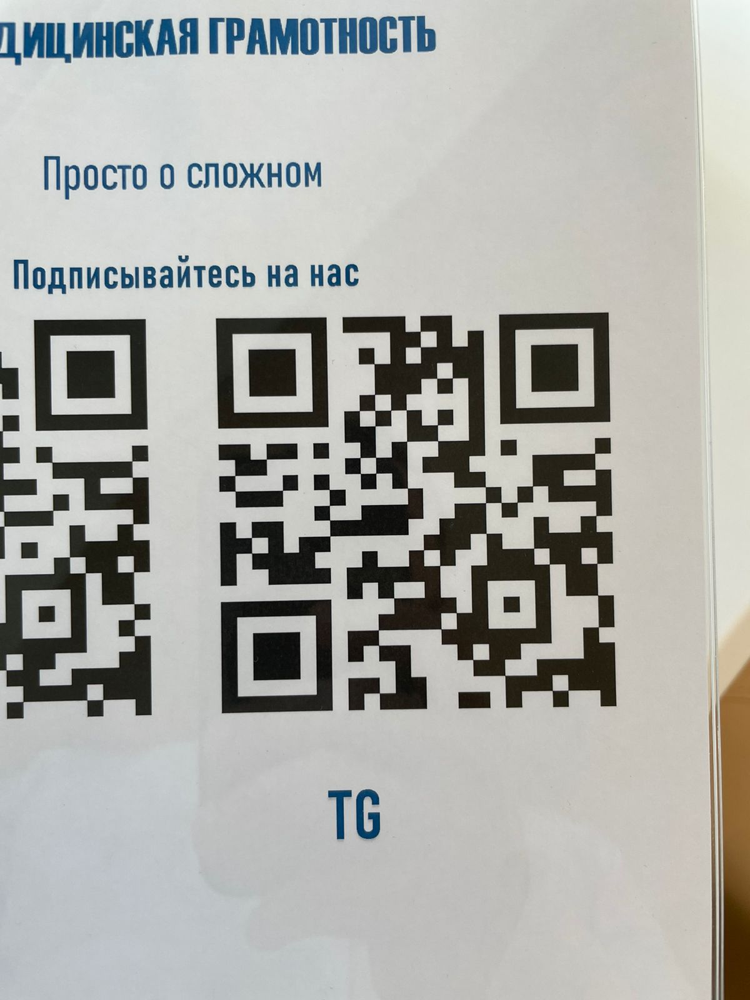 ДИЦИНСКАЯ ГРАМОТНОСТЬ
Просто о сложном
Подписывайтесь на нас
TG